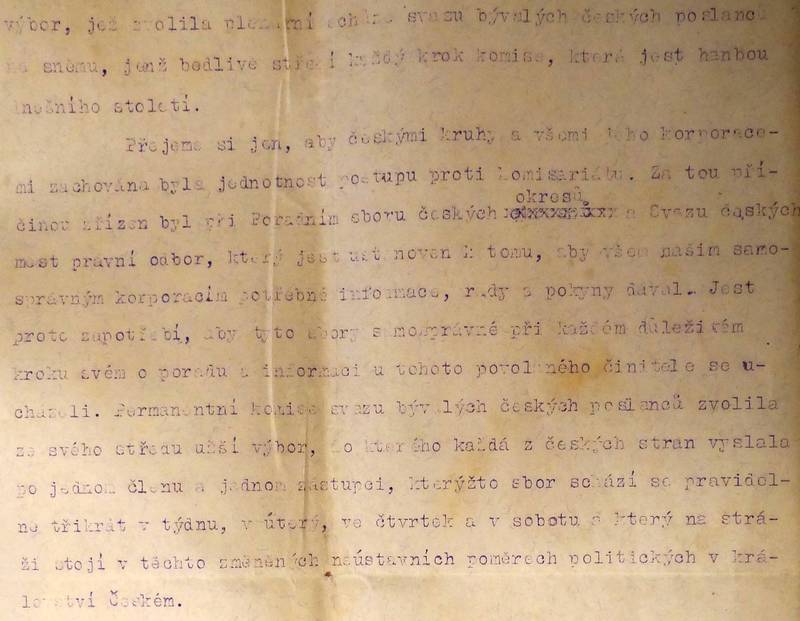 výbor, jež zvolila plenární schůze svazu bývalých českých poslanců
na sněmu, jenž bedlivě střeží každý krok komise, která jest hanbou
dnešního století.
Přejeme si jen, aby českými kruhy a všemi jeho korporace-
mi zachována byla jednotnost postupu proti komisariátu. Za tou pří-
okresů
činou zřízen byl při Poradním sboru českých a Svazu českých
měst právní odbor, který jest ustanoven k tomu, aby všem našim samo-
správným korporacím potřebné informace, rady a pokyny dával. Jest
proto zapotřebí, aby tyto sbory samosprávné při každém důležitém
kroku svém o poradu a informaci u tohoto povolaného činitele se u-
cházeli. Permanentní komise svazu bývalých českých poslanců zvolila
ze svého středu užší výbor, do kterého každá z českých stran vyslala
po jednom členu a jednom zástupci, kterýžto sbor schází se pravidel-
ně třikrát v týdnu, v úterý, ve čtvrtek a v sobotu a který na strá-
ži stojí v těchto změněných neústavních poměrech politických v krá-
lovství Českém.